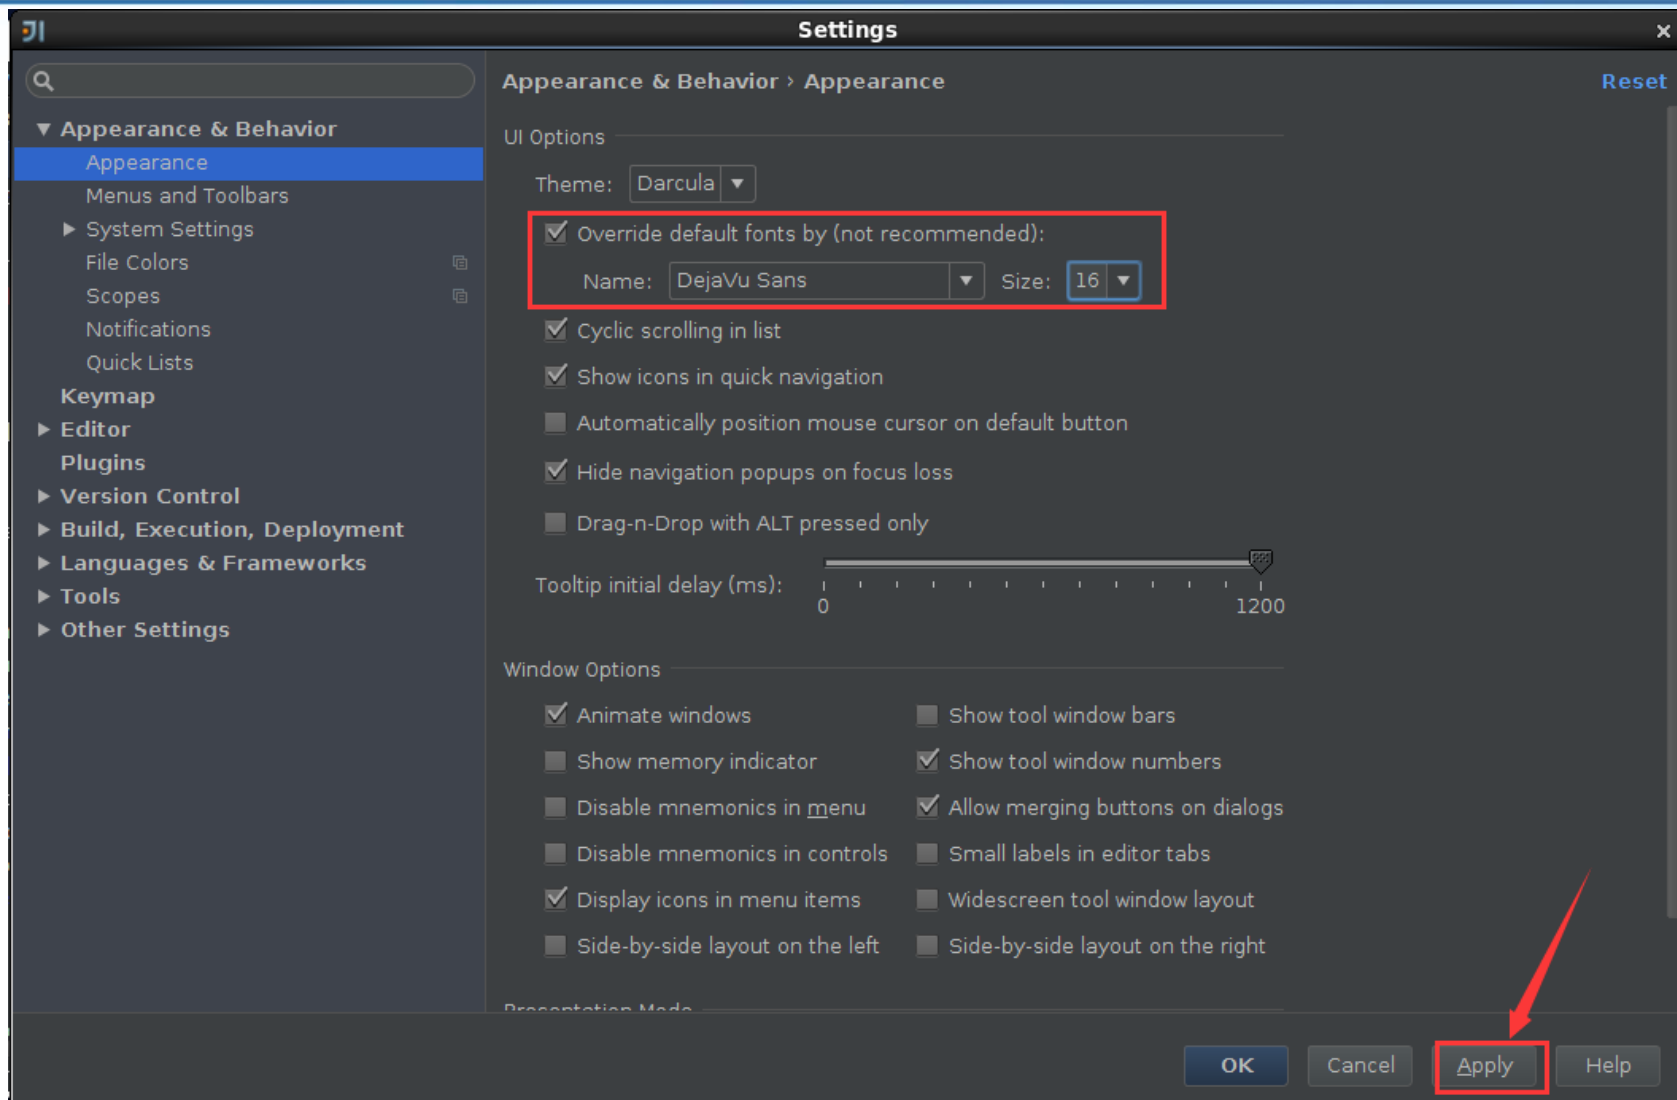 JI
Settings
Appearance & Behavior
Appearance
Menus and Toolbars
System Settings
File Colors
Scopes
Notifications
Quick Lists
Keymap
Editor
Plugins
Version Control
Build, Execution, Deployment
Languages & Frameworks
Tools
Other Settings
Appearance & Behavior › Appearance
Reset
UI Options
Theme: Darcula
Override default fonts by (not recommended):
Name: DejaVu Sans Size: 16
Cyclic scrolling in list
Show icons in quick navigation
Automatically position mouse cursor on default button
Hide navigation popups on focus loss
Drag-n-Drop with ALT pressed only
Tooltip initial delay (ms):
0 1200
Window Options
Animate windows Show tool window bars
Show memory indicator Show tool window numbers
Disable mnemonics in menu Allow merging buttons on dialogs
Disable mnemonics in controls Small labels in editor tabs
Display icons in menu items Widescreen tool window layout
Side-by-side layout on the left Side-by-side layout on the right
Presentation Mode
OK Cancel Apply Help